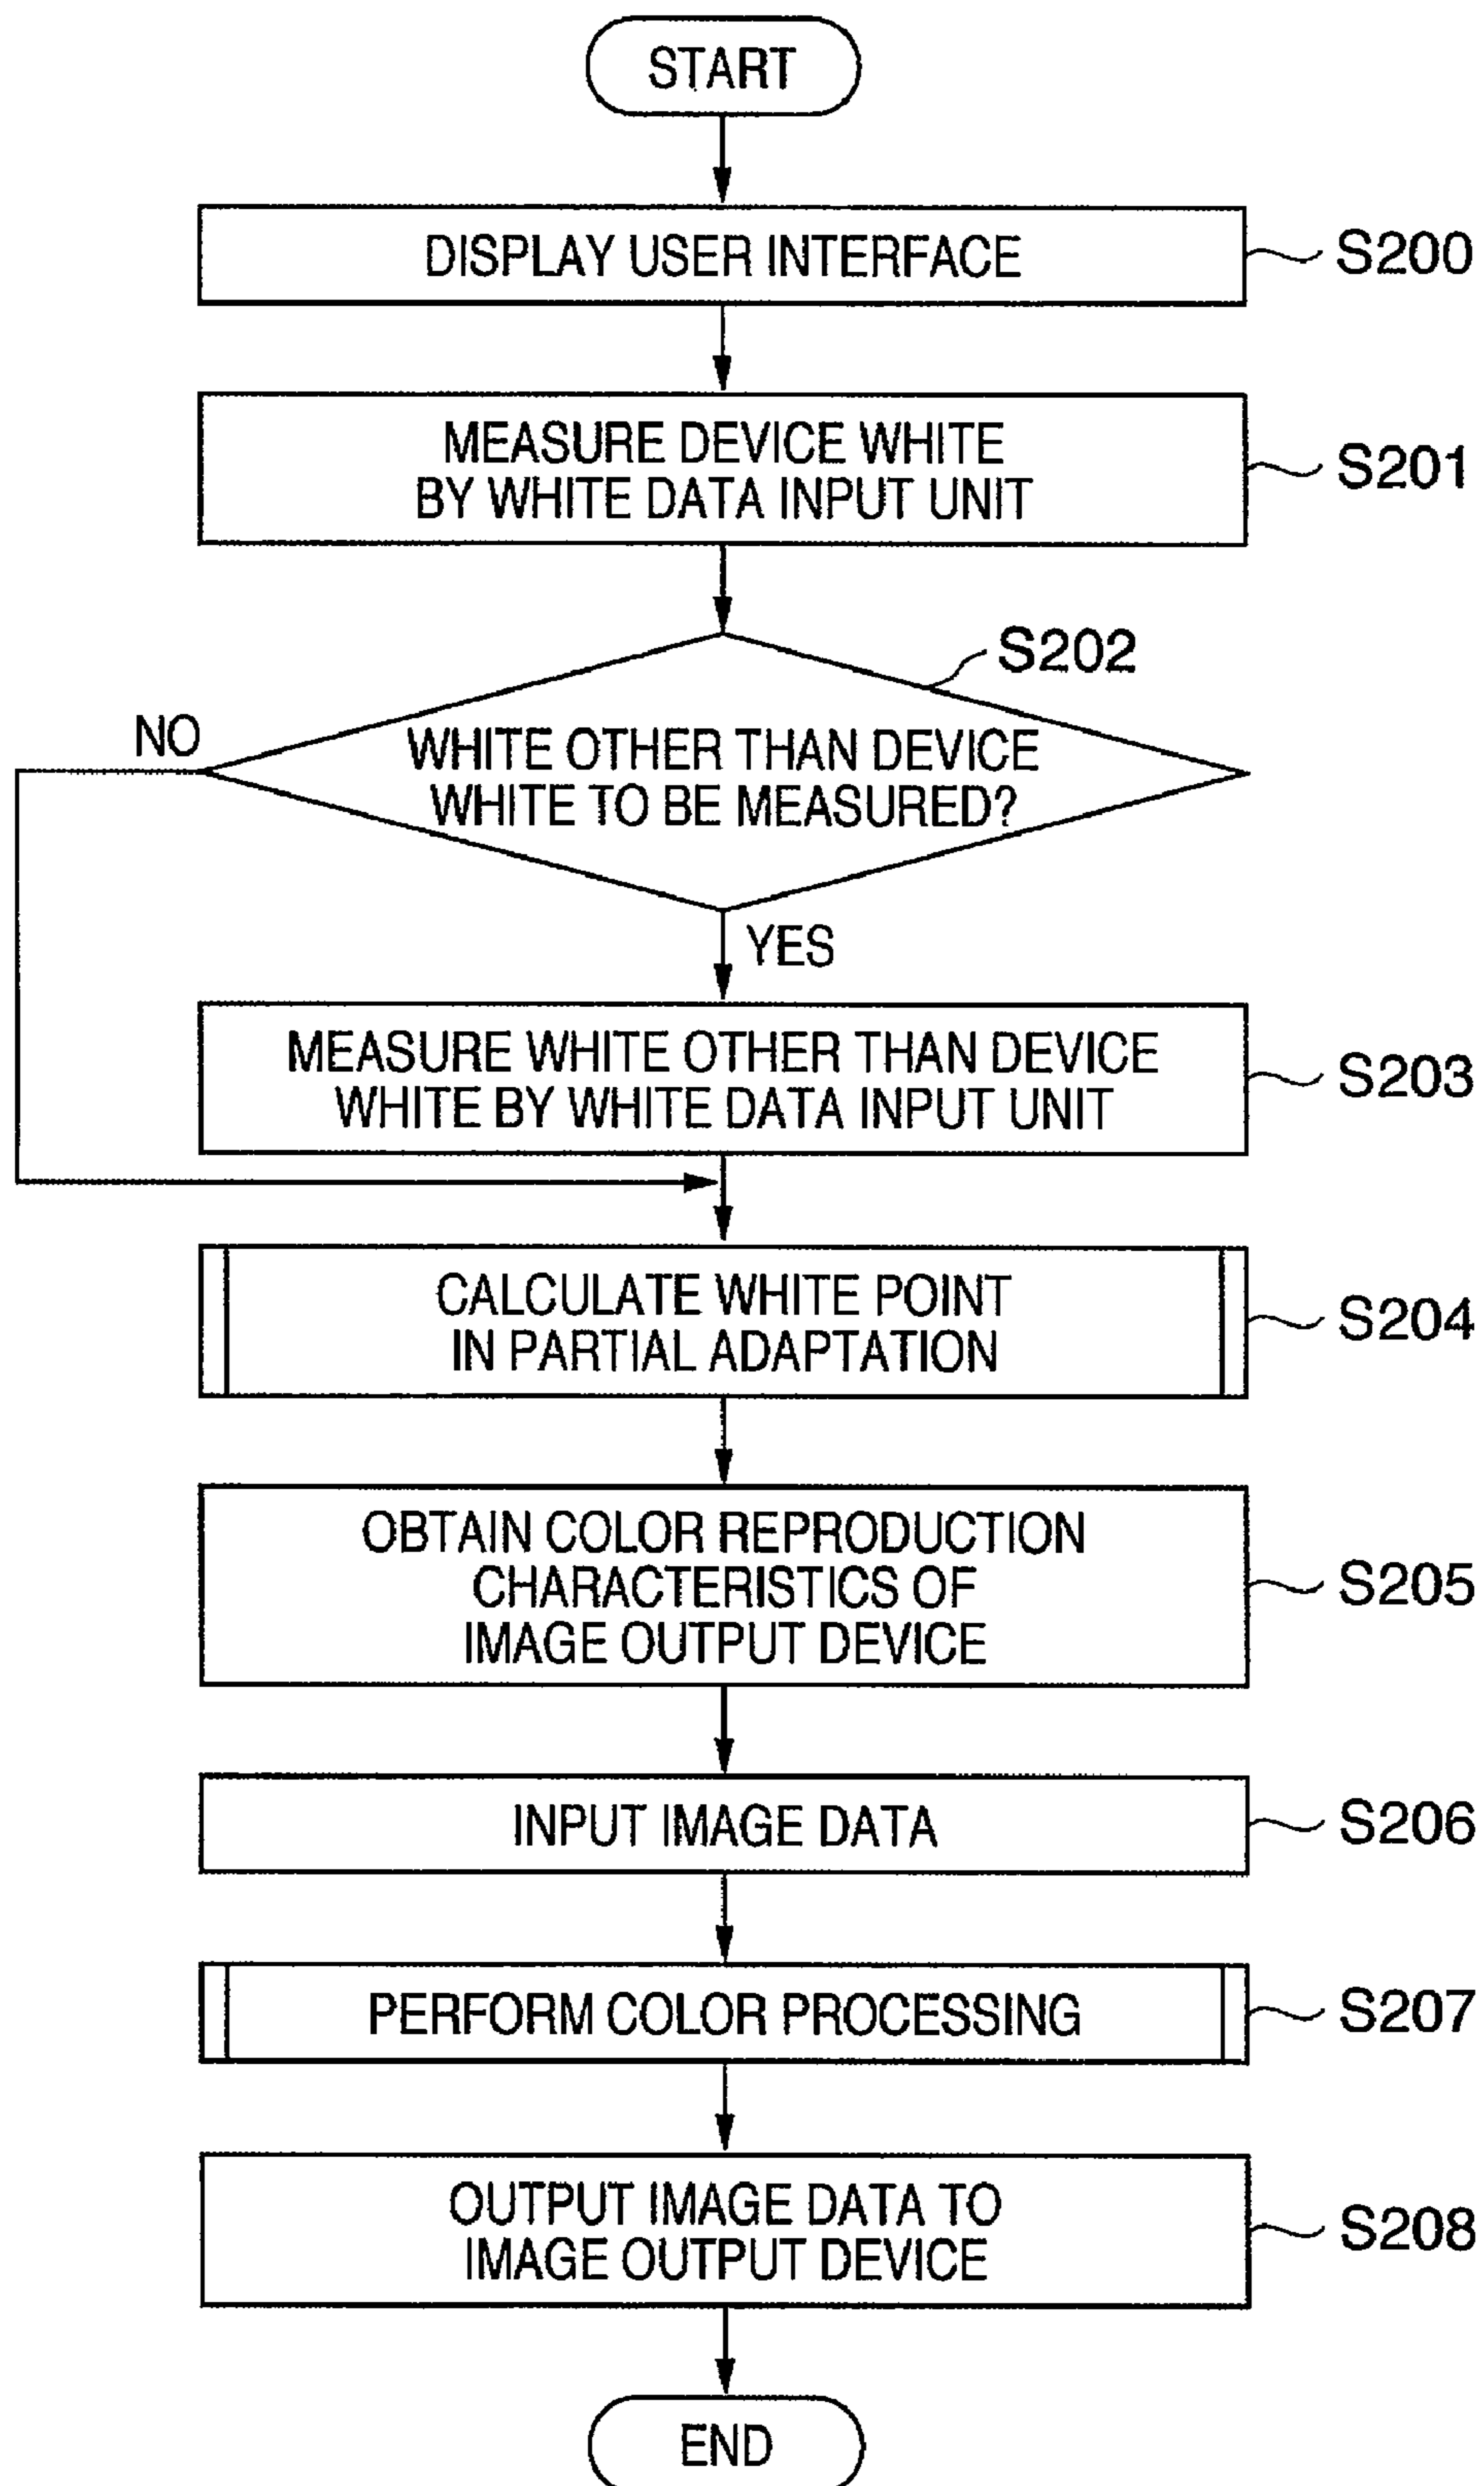 START
DISPLAY USER INTERFACE
S200
MEASURE DEVICE WHITE
BY WHITE DATA INPUT UNIT
S201
S202
WHITE OTHER THAN DEVICE
WHITE TO BE MEASURED?
NO
YES
MEASURE WHITE OTHER THAN DEVICE
WHITE BY WHITE DATA INPUT UNIT
S203
CALCULATE WHITE POINT
IN PARTIAL ADAPTATION
S204
OBTAIN COLOR REPRODUCTION
CHARACTERISTICS OF
IMAGE OUTPUT DEVICE
S205
INPUT IMAGE DATA
S206
PERFORM COLOR PROCESSING
S207
OUTPUT IMAGE DATA TO
IMAGE OUTPUT DEVICE
S208
END